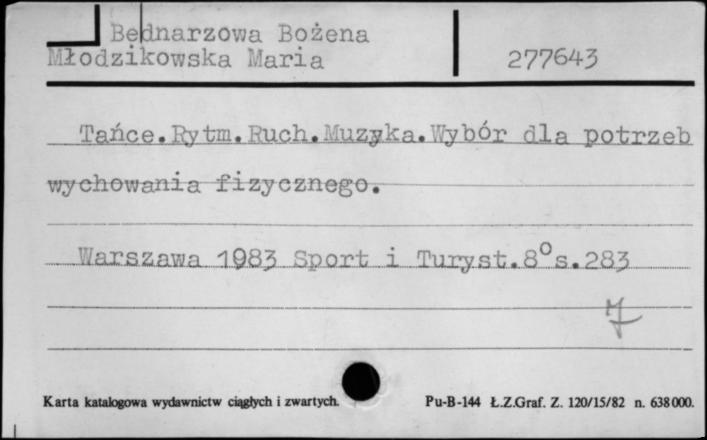 Bednarzowa Bożena
Młodzikowska Maria 277643
Tańce.Rytm.Ruch.Muzyka.Wybór dla potrzeb
wychowania fizycznego.
Warszawa 1983 Sport i Turyst.8°s.283
Karta katalogowa wydawnictw ciągłych i zwartych. Pu-B-144 Ł.Z.Graf. Z. 120/15/82 n. 638000.